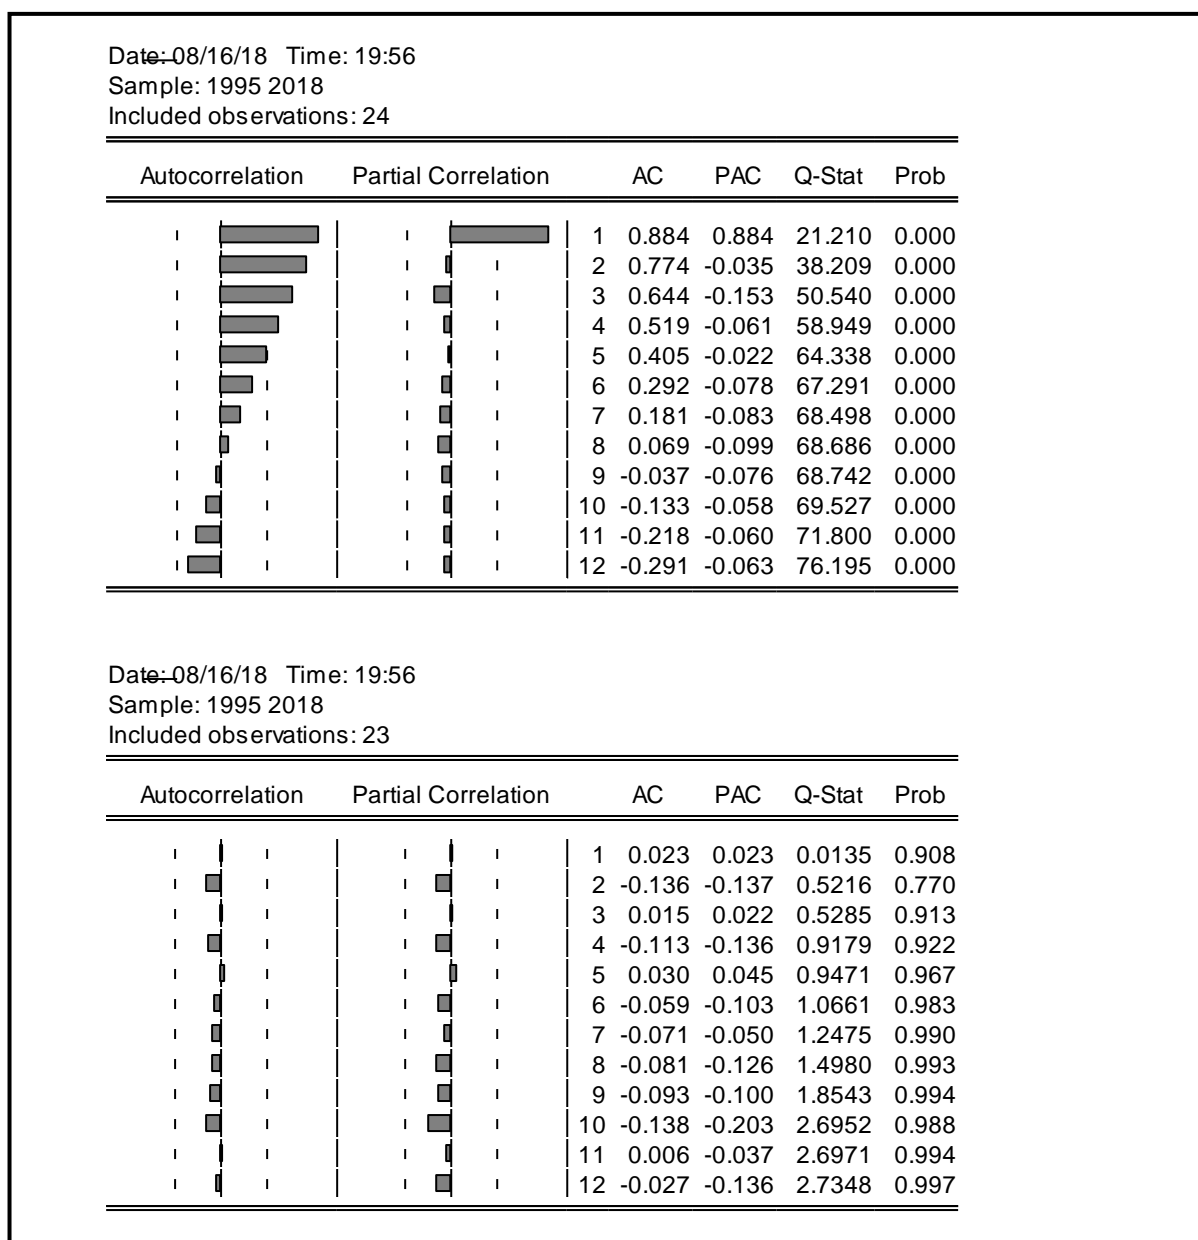 Date: 08/16/18 Time: 19:56
Sample: 1995 2018
Included observations: 24
Autocorrelation Partial Correlation AC PAC Q-Stat Prob
1 0.884 0.884 21.210 0.000
2 0.774 -0.035 38.209 0.000
3 0.644 -0.153 50.540 0.000
4 0.519 -0.061 58.949 0.000
5 0.405 -0.022 64.338 0.000
6 0.292 -0.078 67.291 0.000
7 0.181 -0.083 68.498 0.000
8 0.069 -0.099 68.686 0.000
9 -0.037 -0.076 68.742 0.000
10 -0.133 -0.058 69.527 0.000
11 -0.218 -0.060 71.800 0.000
12 -0.291 -0.063 76.195 0.000
Date: 08/16/18 Time: 19:56
Sample: 1995 2018
Included observations: 23
Autocorrelation Partial Correlation AC PAC Q-Stat Prob
1 0.023 0.023 0.0135 0.908
2 -0.136 -0.137 0.5216 0.770
3 0.015 0.022 0.5285 0.913
4 -0.113 -0.136 0.9179 0.922
5 0.030 0.045 0.9471 0.967
6 -0.059 -0.103 1.0661 0.983
7 -0.071 -0.050 1.2475 0.990
8 -0.081 -0.126 1.4980 0.993
9 -0.093 -0.100 1.8543 0.994
10 -0.138 -0.203 2.6952 0.988
11 0.006 -0.037 2.6971 0.994
12 -0.027 -0.136 2.7348 0.997